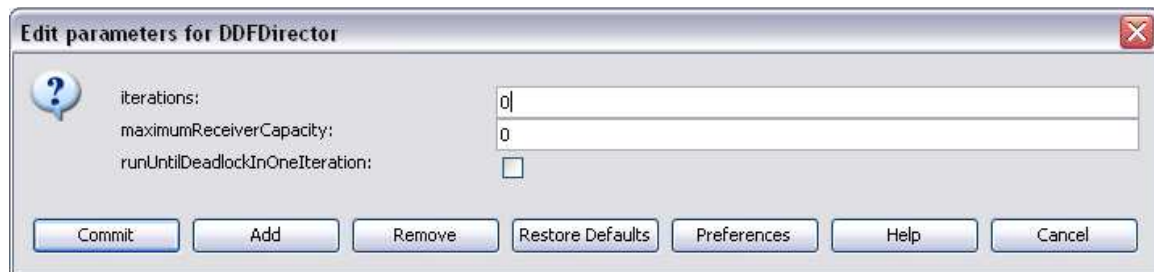 Edit parameters for DDFDirector
?
iterations: 0
maximumReceiverCapacity: 0
runUntilDeadlockInOneIteration:
Commit Add Remove Restore Defaults Preferences Help Cancel